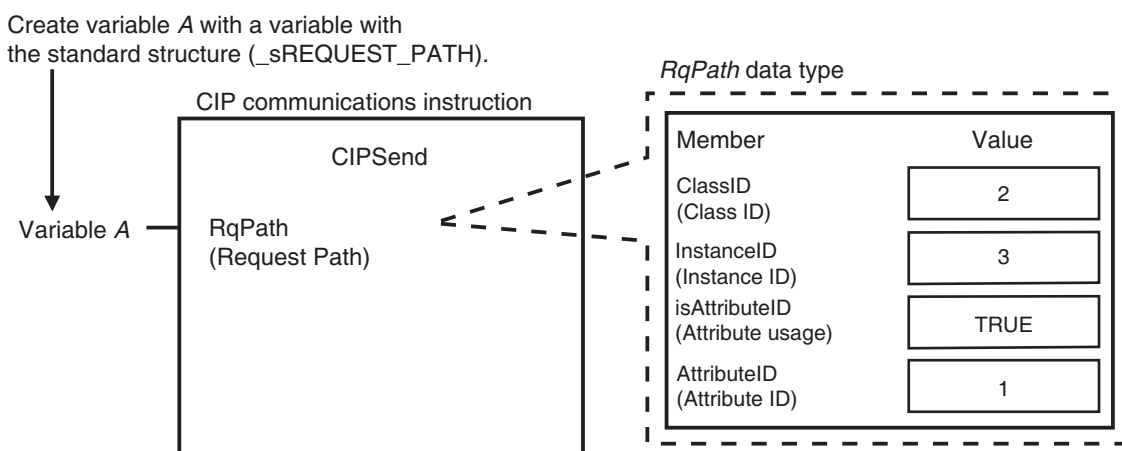 Create variable A with a variable with
the standard structure (_sREQUEST_PATH).
CIP communications instruction
CIPSend
Variable A
RqPath
(Request Path)
RqPath data type
Member Value
ClassID
(Class ID)
2
InstanceID
(Instance ID)
3
isAttributeID
(Attribute usage)
TRUE
AttributeID
(Attribute ID)
1